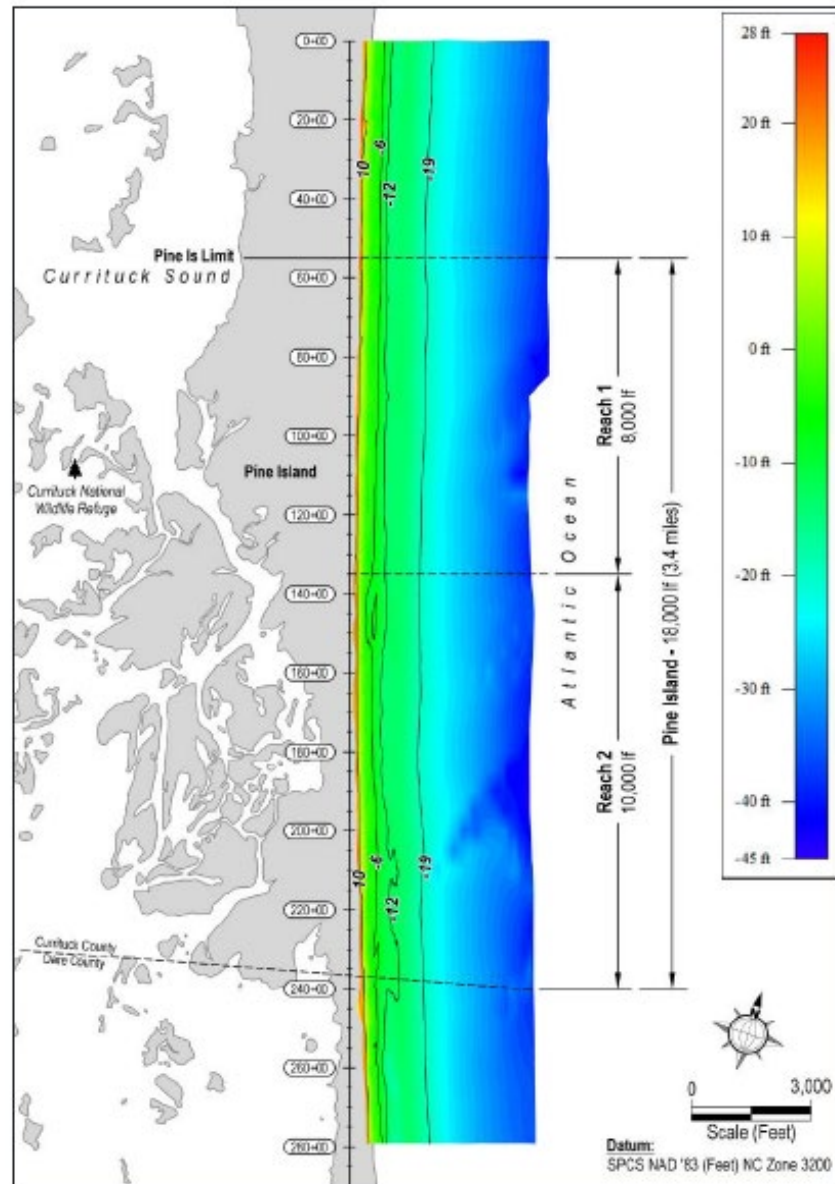 28 ft
20 ft
10 ft
0 ft
-10 ft
-20 ft
-30 ft
-40 ft
-45 ft
0+00
20+00
40+00
60+00
80+00
100+00
120+00
140+00
160+00
180+00
200+00
220+00
240+00
260+00
280+00
10
-6
-12
-19
Pine Is Limit
Currituck Sound
Pine Island
Currituck National
Wildlife Refuge
Atlantic Ocean
Reach 1
8,000 lf
Reach 2
10,000 lf
Pine Island - 18,000 lf (3.4 miles)
10
-6
-12
-19
Currituck County
Dare County
0 3,000
Scale (Feet)
Datum:
SPCS NAD '83 (Feet) NC Zone 3200